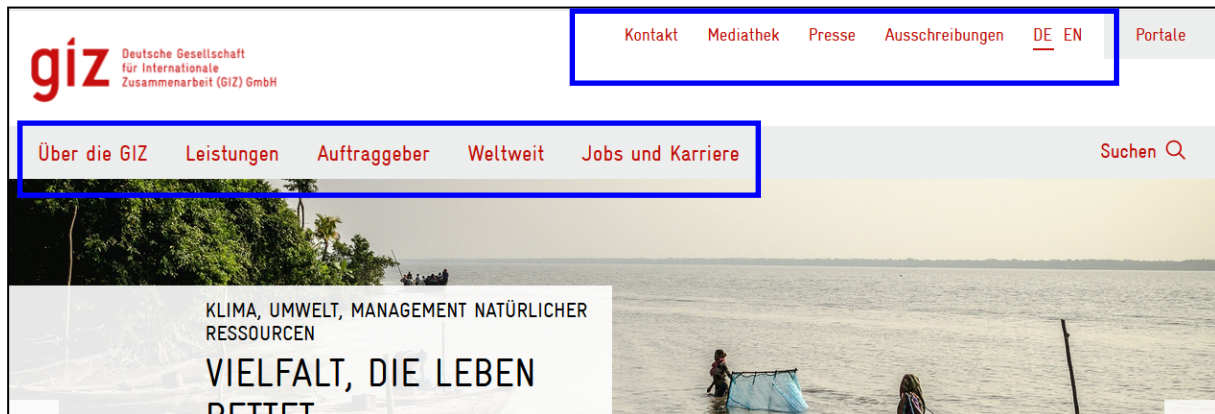 Kontakt Mediathek Presse Ausschreibungen DE EN Portale
giz Deutsche Gesellschaft
für Internationale
Zusammenarbeit (GIZ) GmbH
Über die GIZ Leistungen Auftraggeber Weltweit Jobs und Karriere Suchen
KLIMA, UMWELT, MANAGEMENT NATÜRLICHER
RESSOURCEN
VIELFALT, DIE LEBEN
RETTET